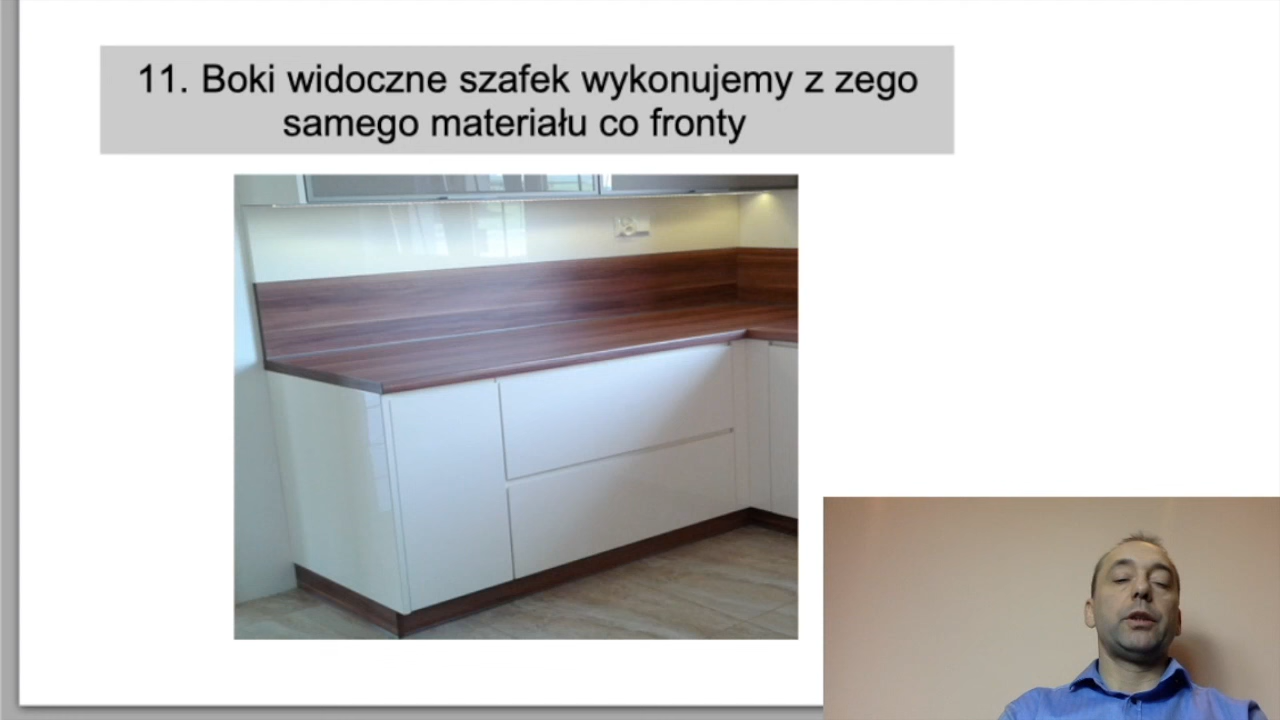 11. Boki widoczne szafek wykonujemy z zego
samego materiału co fronty